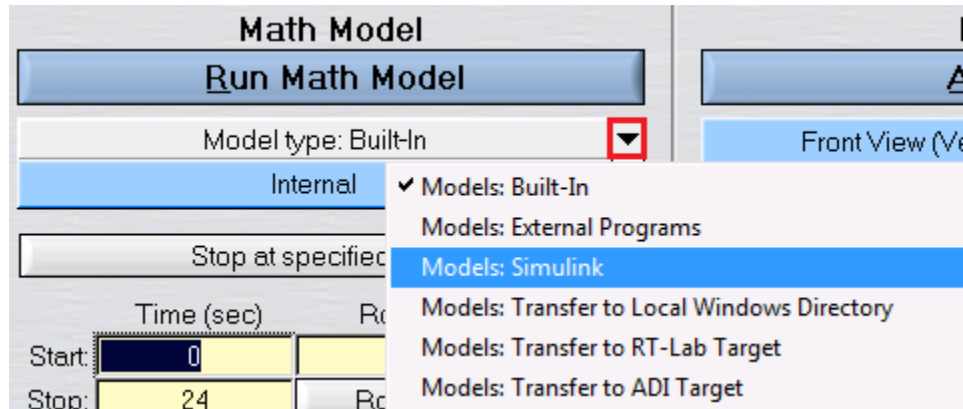 Math Model
Run Math Model
Model type: Built-In
Front View (Ve
Internal
✔ Models: Built-In
Models: External Programs
Stop at specified
Models: Simulink
Time (sec)
Models: Transfer to Local Windows Directory
Start: 0
Models: Transfer to RT-Lab Target
Stop: 24
Models: Transfer to ADI Target